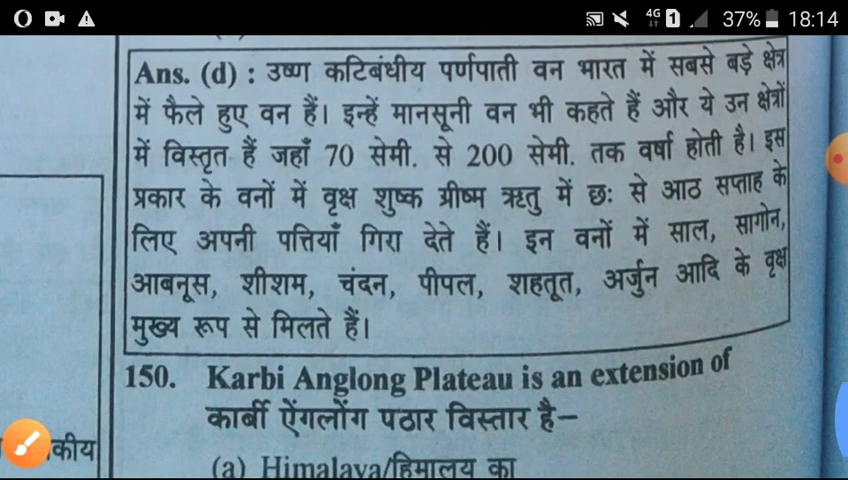 4G 1 37% 18:14
Ans. (d) : उष्ण कटिबंधीय पर्णपाती वन भारत में सबसे बड़े क्षेत्र
में फैले हुए वन हैं। इन्हें मानसूनी वन भी कहते हैं और ये उन क्षेत्रों
में विस्तृत हैं जहाँ 70 सेमी. से 200 सेमी. तक वर्षा होती है। इस
प्रकार के वनों में वृक्ष शुष्क ग्रीष्म ऋतु में छः से आठ सप्ताह के
लिए अपनी पत्तियाँ गिरा देते हैं। इन वनों में साल, सागोन,
आबनूस, शीशम, चंदन, पीपल, शहतूत, अर्जुन आदि के वृक्ष
मुख्य रूप से मिलते हैं।
150. Karbi Anglong Plateau is an extension of
कार्बी ऐंगलोंग पठार विस्तार है–
कीय
(a) Himalaya/हिमालय का